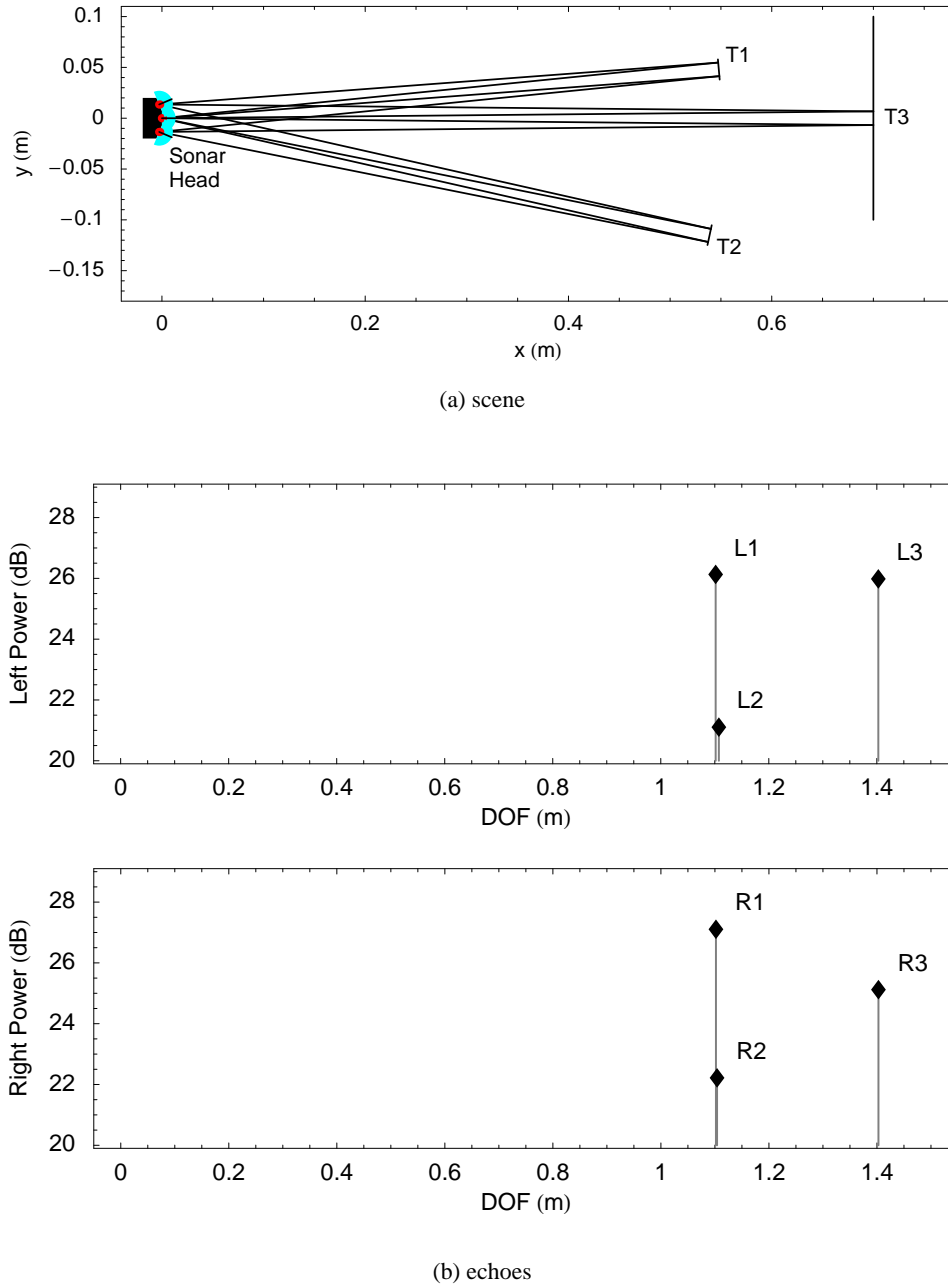 0.1
0.05
0
−0.05
−0.1
−0.15
y (m)
T1
T3
T2
Sonar
Head
0 0.2 0.4 0.6
x (m)
(a) scene
28
26
24
22
20
Left Power (dB)
L1
L3
L2
0 0.2 0.4 0.6 0.8 1 1.2 1.4
DOF (m)
28
26
24
22
20
Right Power (dB)
R1
R3
R2
0 0.2 0.4 0.6 0.8 1 1.2 1.4
DOF (m)
(b) echoes